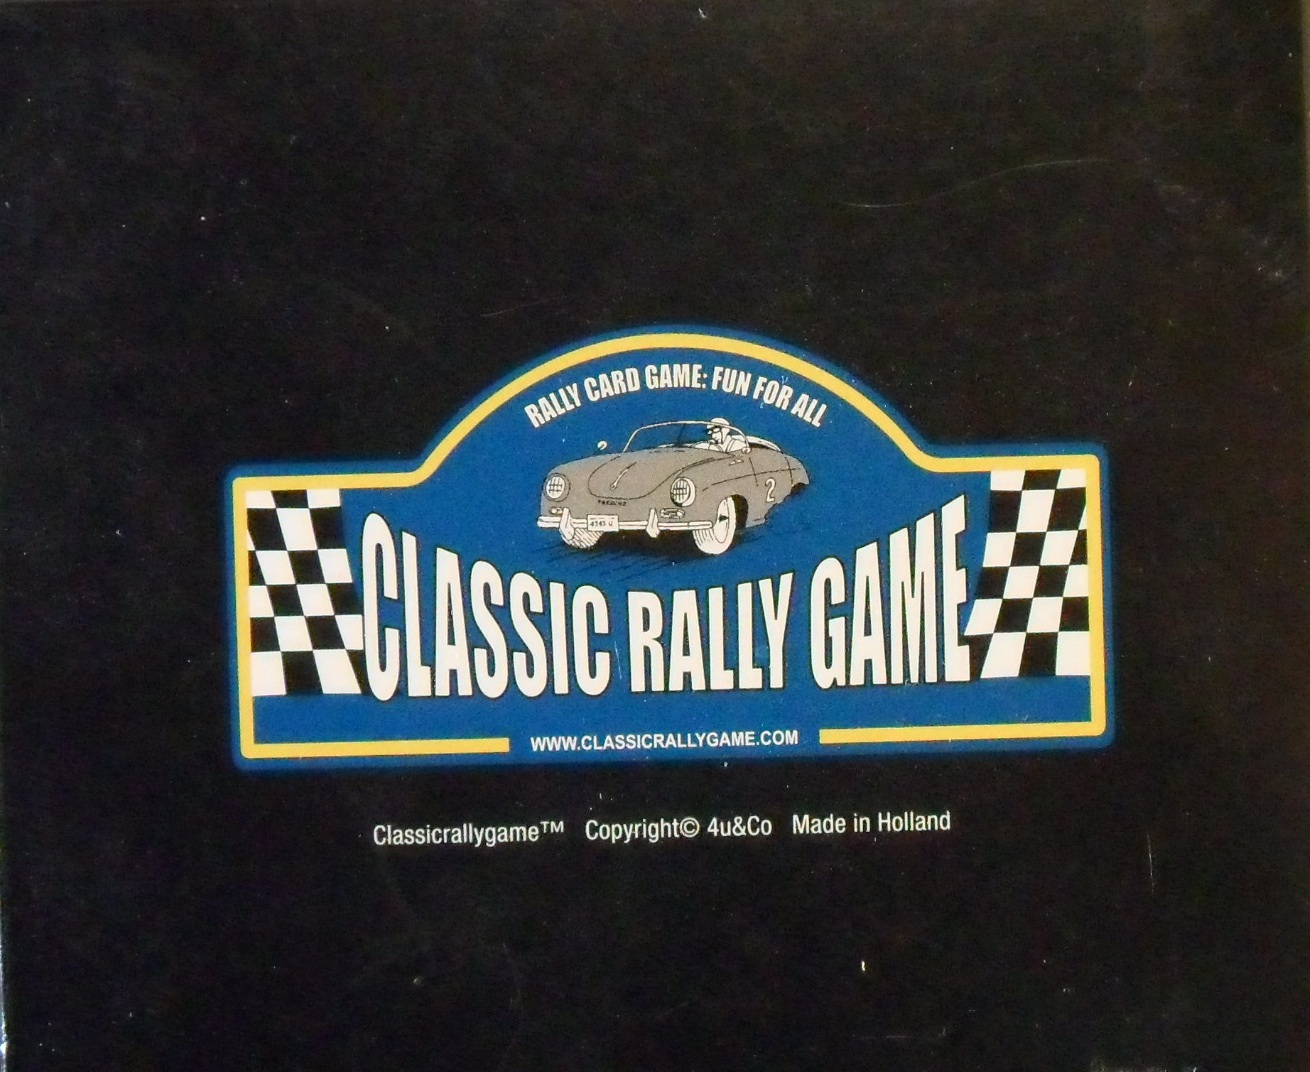 RALLY CARD GAME: FUN FOR ALL
2
CLASSIC RALLY GAME
WWW.CLASSICRALLYGAME.COM
Classicrallygame™ Copyright© 4u&Co Made in Holland